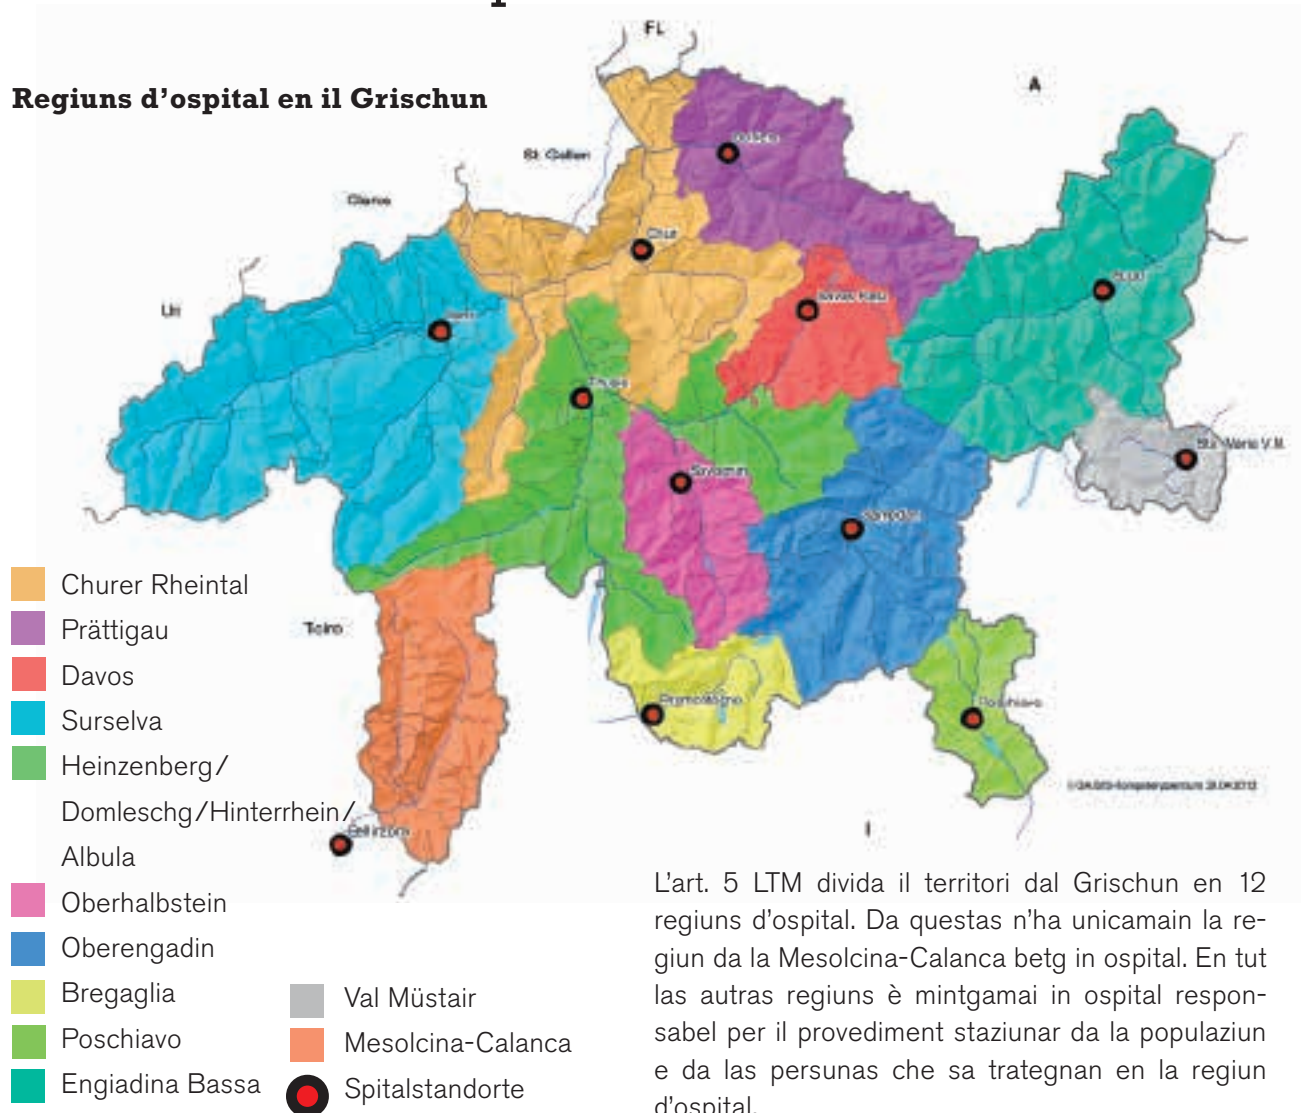 Regiuns d'ospital en il Grischun
FL
A
St. Gallen
Glarus
Chur
Uri
Thusis
Savognin
Sta. Maria V.M.
Samedan
Ticino
Promontogno
Poschiavo
Bellinzona
I
Churer Rheintal
Prättigau
Davos
Surselva
Heinzenberg/
Domleschg/Hinterrhein/
Albula
Oberhalbstein
Oberengadin
Bregaglia
Poschiavo
Engiadina Bassa
Val Müstair
Mesolcina-Calanca
Spitalstandorte
L'art. 5 LTM divida il territori dal Grischun en 12
regiuns d'ospital. Da questas n'ha unicamain la re-
giun da la Mesolcina-Calanca betg in ospital. En tut
las autras regiuns è mintgamai in ospital respon-
sabel per il provediment staziunar da la populaziun
e da las persunas che sa trategnan en la regiun
d'ospital.